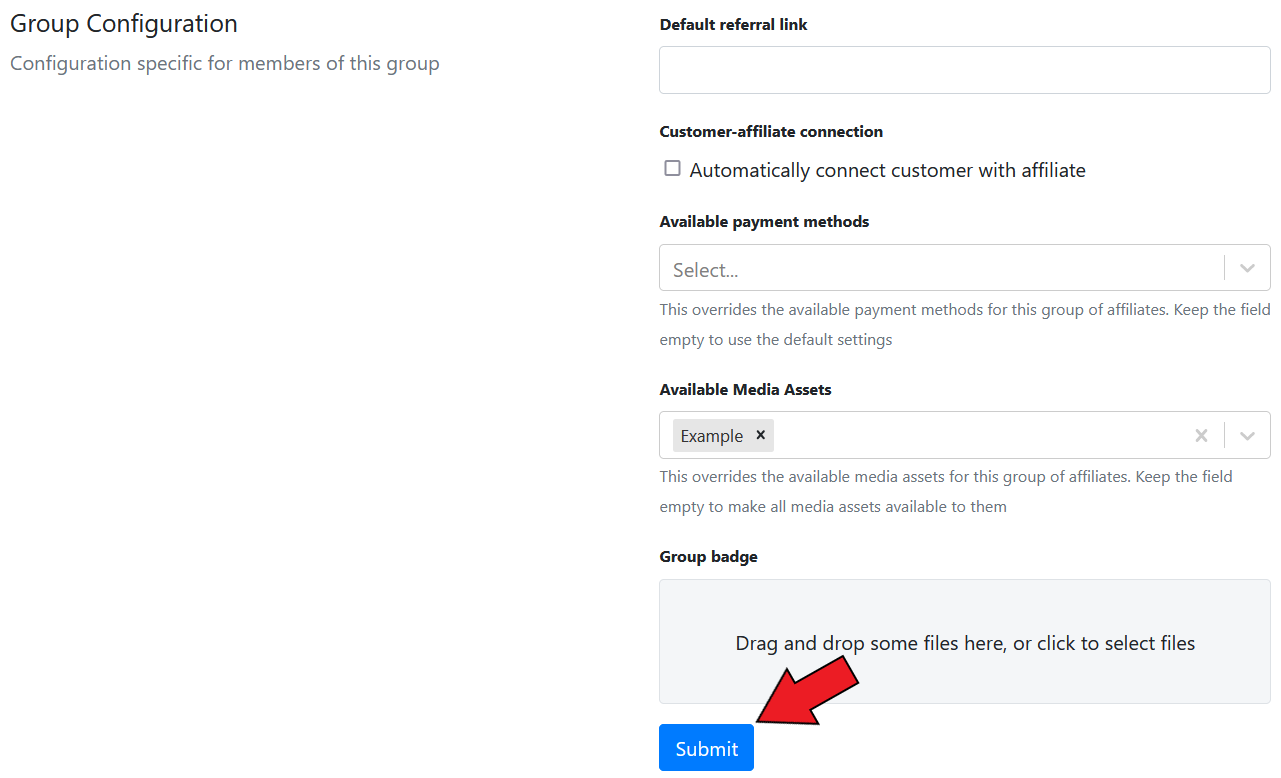 Group Configuration
Configuration specific for members of this group
Default referral link
Customer-affiliate connection
Automatically connect customer with affiliate
Available payment methods
Select...
This overrides the available payment methods for this group of affiliates. Keep the field
empty to use the default settings
Available Media Assets
Example
This overrides the available media assets for this group of affiliates. Keep the field
empty to make all media assets available to them
Group badge
Drag and drop some files here, or click to select files
Submit